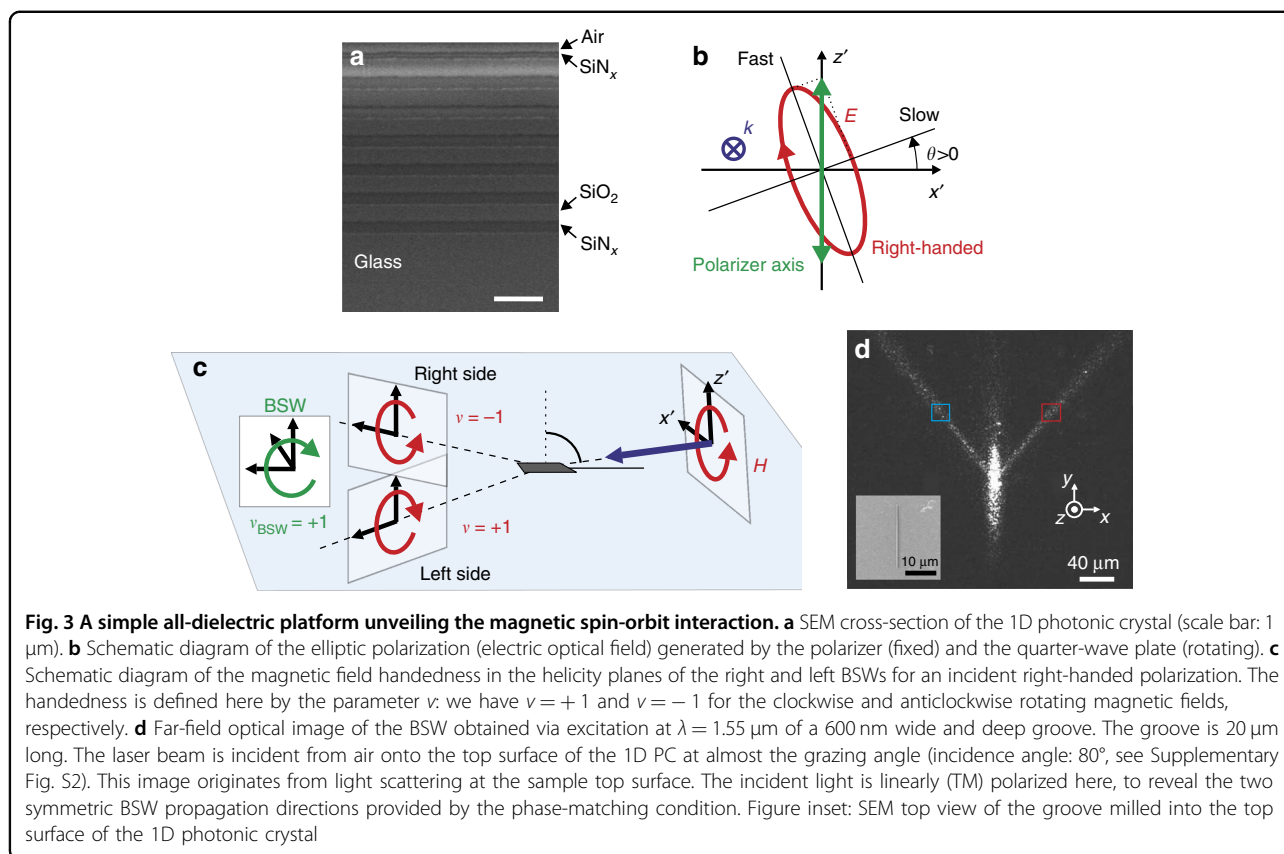 a
Air
SiNₓ
SiO₂
SiNₓ
Glass
b
Fast
z′
E
Slow
k
θ>0
x′
Right-handed
Polarizer axis
c
Right side
z′
BSW
v = −1
x′
H
v_BSW = +1
v = +1
Left side
d
y
z
x
10 μm
40 μm
Fig. 3 A simple all-dielectric platform unveiling the magnetic spin-orbit interaction. a SEM cross-section of the 1D photonic crystal (scale bar: 1
μm). b Schematic diagram of the elliptic polarization (electric optical field) generated by the polarizer (fixed) and the quarter-wave plate (rotating). c
Schematic diagram of the magnetic field handedness in the helicity planes of the right and left BSWs for an incident right-handed polarization. The
handedness is defined here by the parameter v: we have v = + 1 and v = − 1 for the clockwise and anticlockwise rotating magnetic fields,
respectively. d Far-field optical image of the BSW obtained via excitation at λ = 1.55 μm of a 600 nm wide and deep groove. The groove is 20 μm
long. The laser beam is incident from air onto the top surface of the 1D PC at almost the grazing angle (incidence angle: 80°, see Supplementary
Fig. S2). This image originates from light scattering at the sample top surface. The incident light is linearly (TM) polarized here, to reveal the two
symmetric BSW propagation directions provided by the phase-matching condition. Figure inset: SEM top view of the groove milled into the top
surface of the 1D photonic crystal